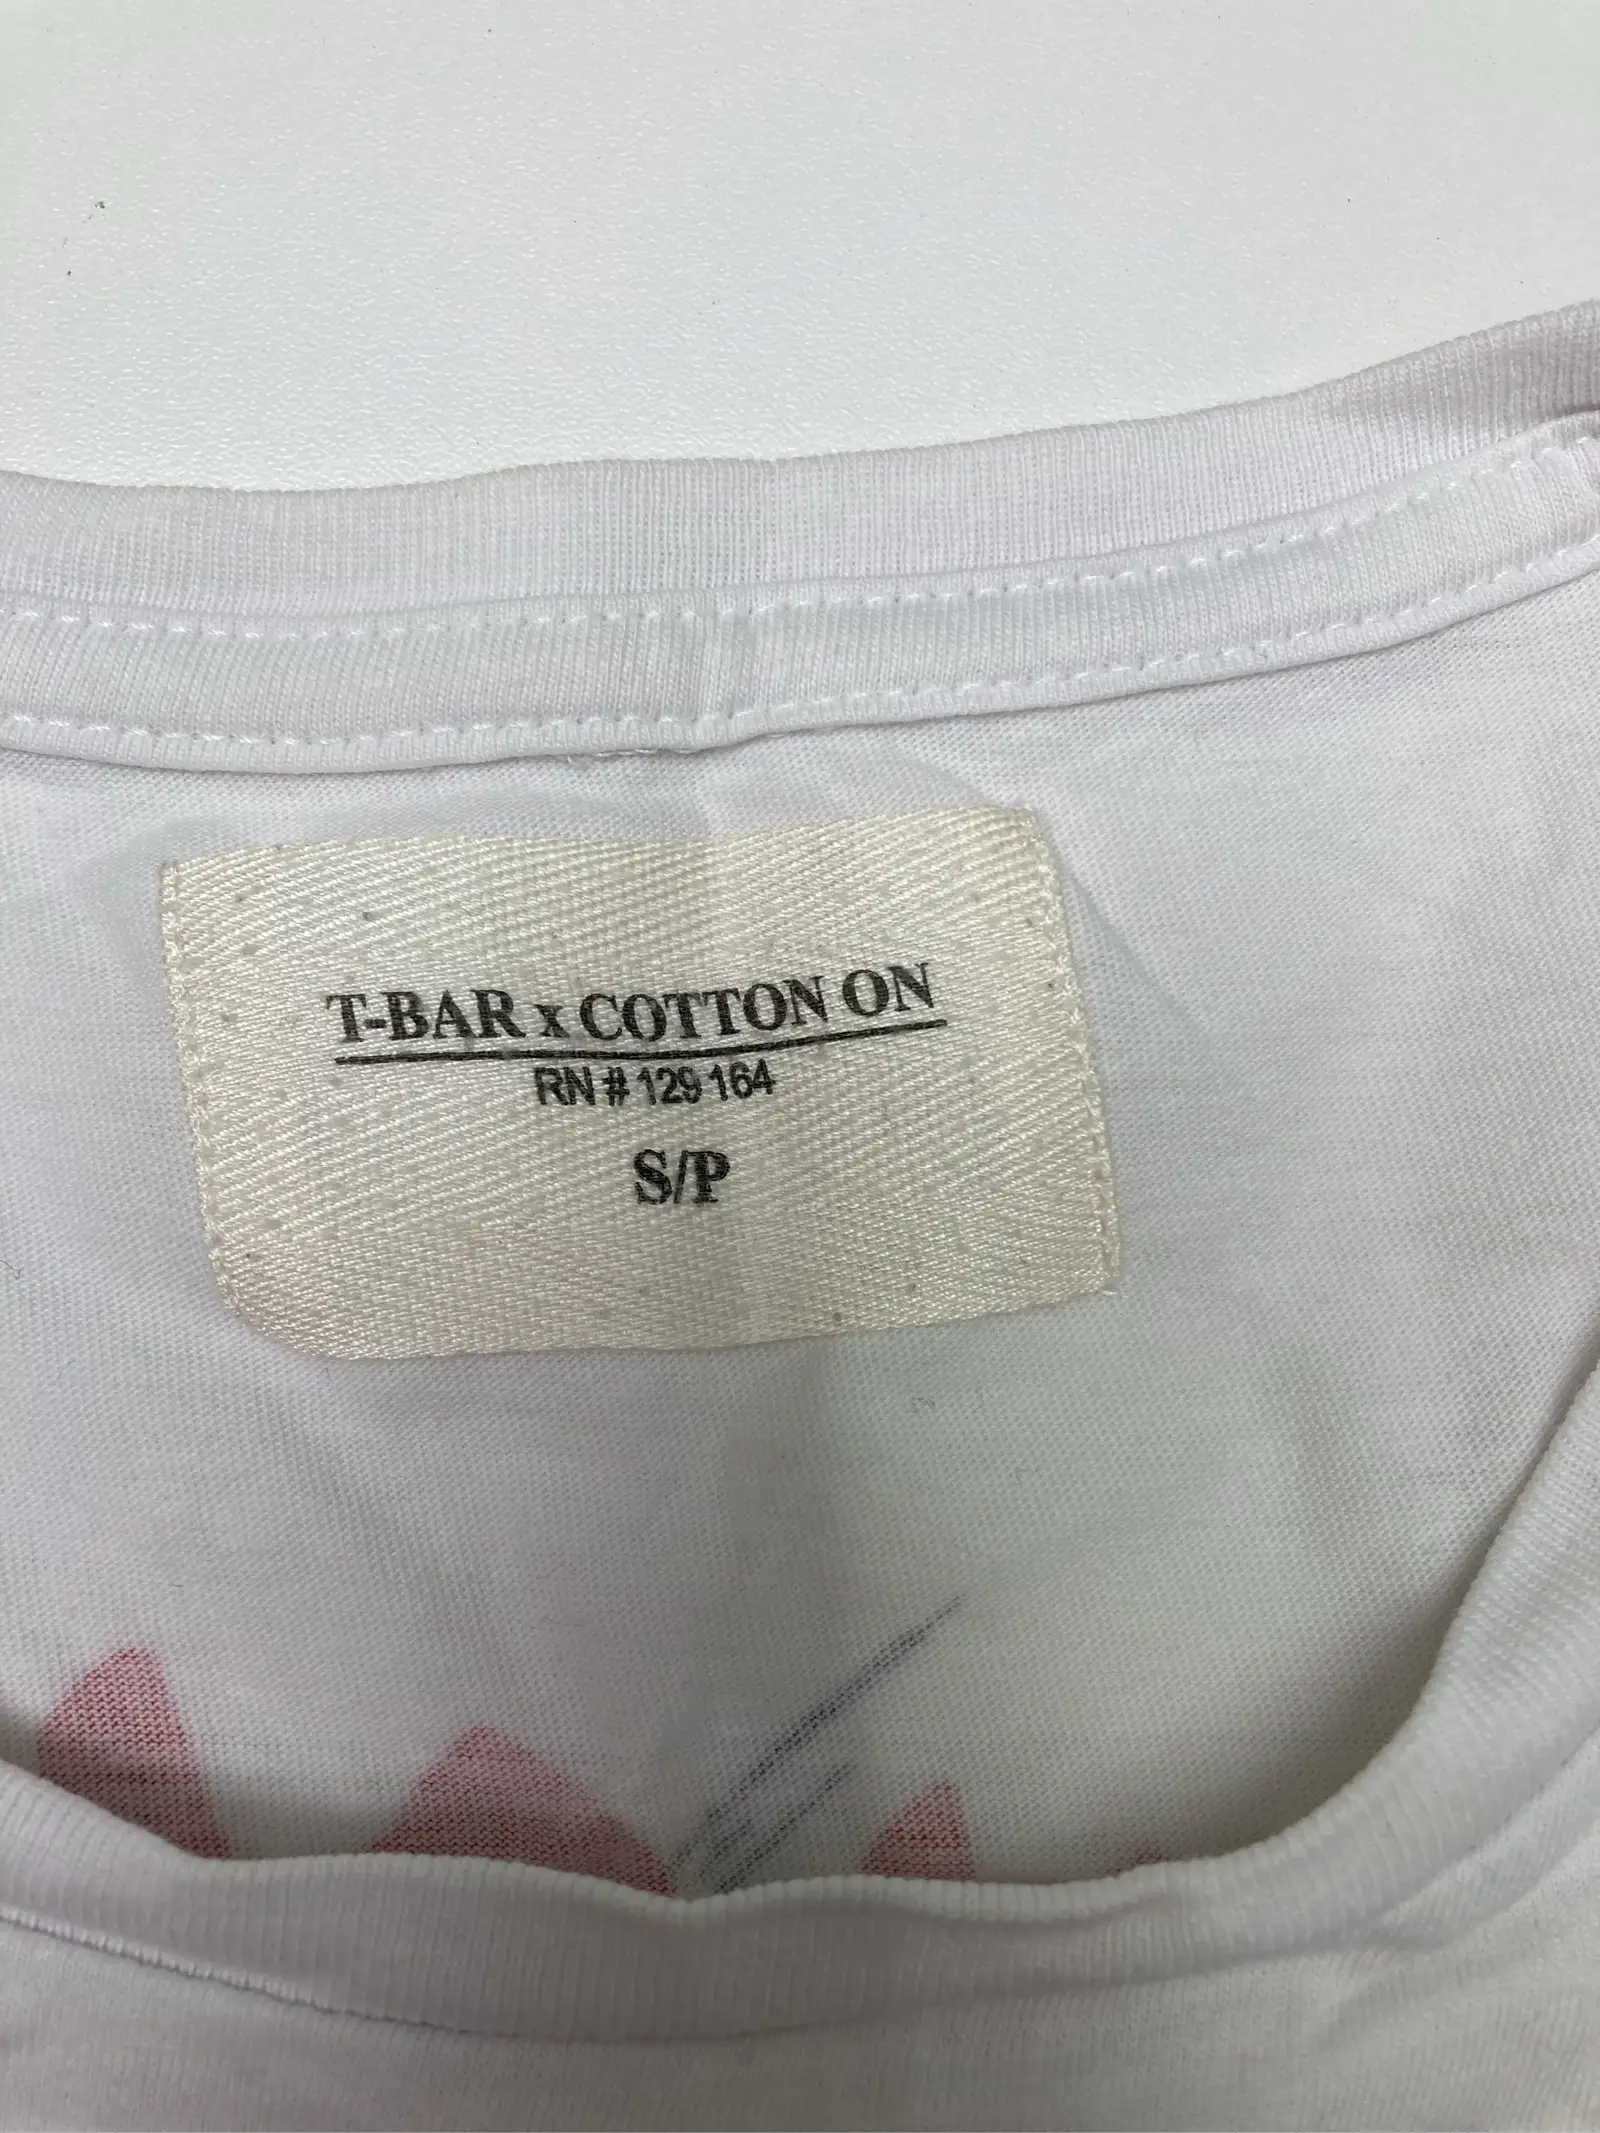 T-BAR x COTTON ON
RN # 129 164
S/P